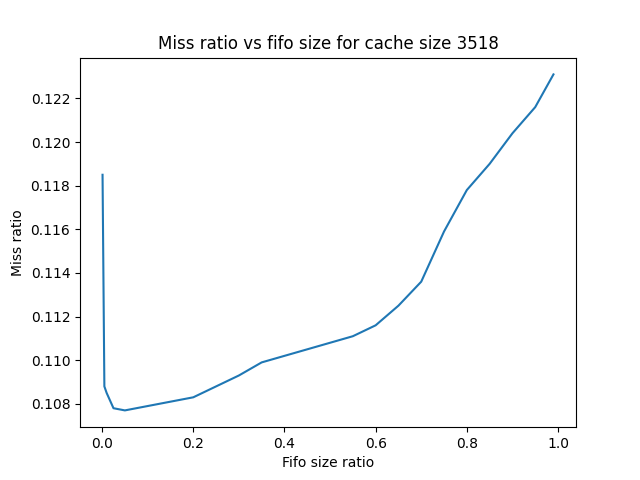 Miss ratio vs fifo size for cache size 3518
0.122
0.120
0.118
0.116
0.114
0.112
0.110
0.108
Miss ratio
0.0 0.2 0.4 0.6 0.8 1.0
Fifo size ratio